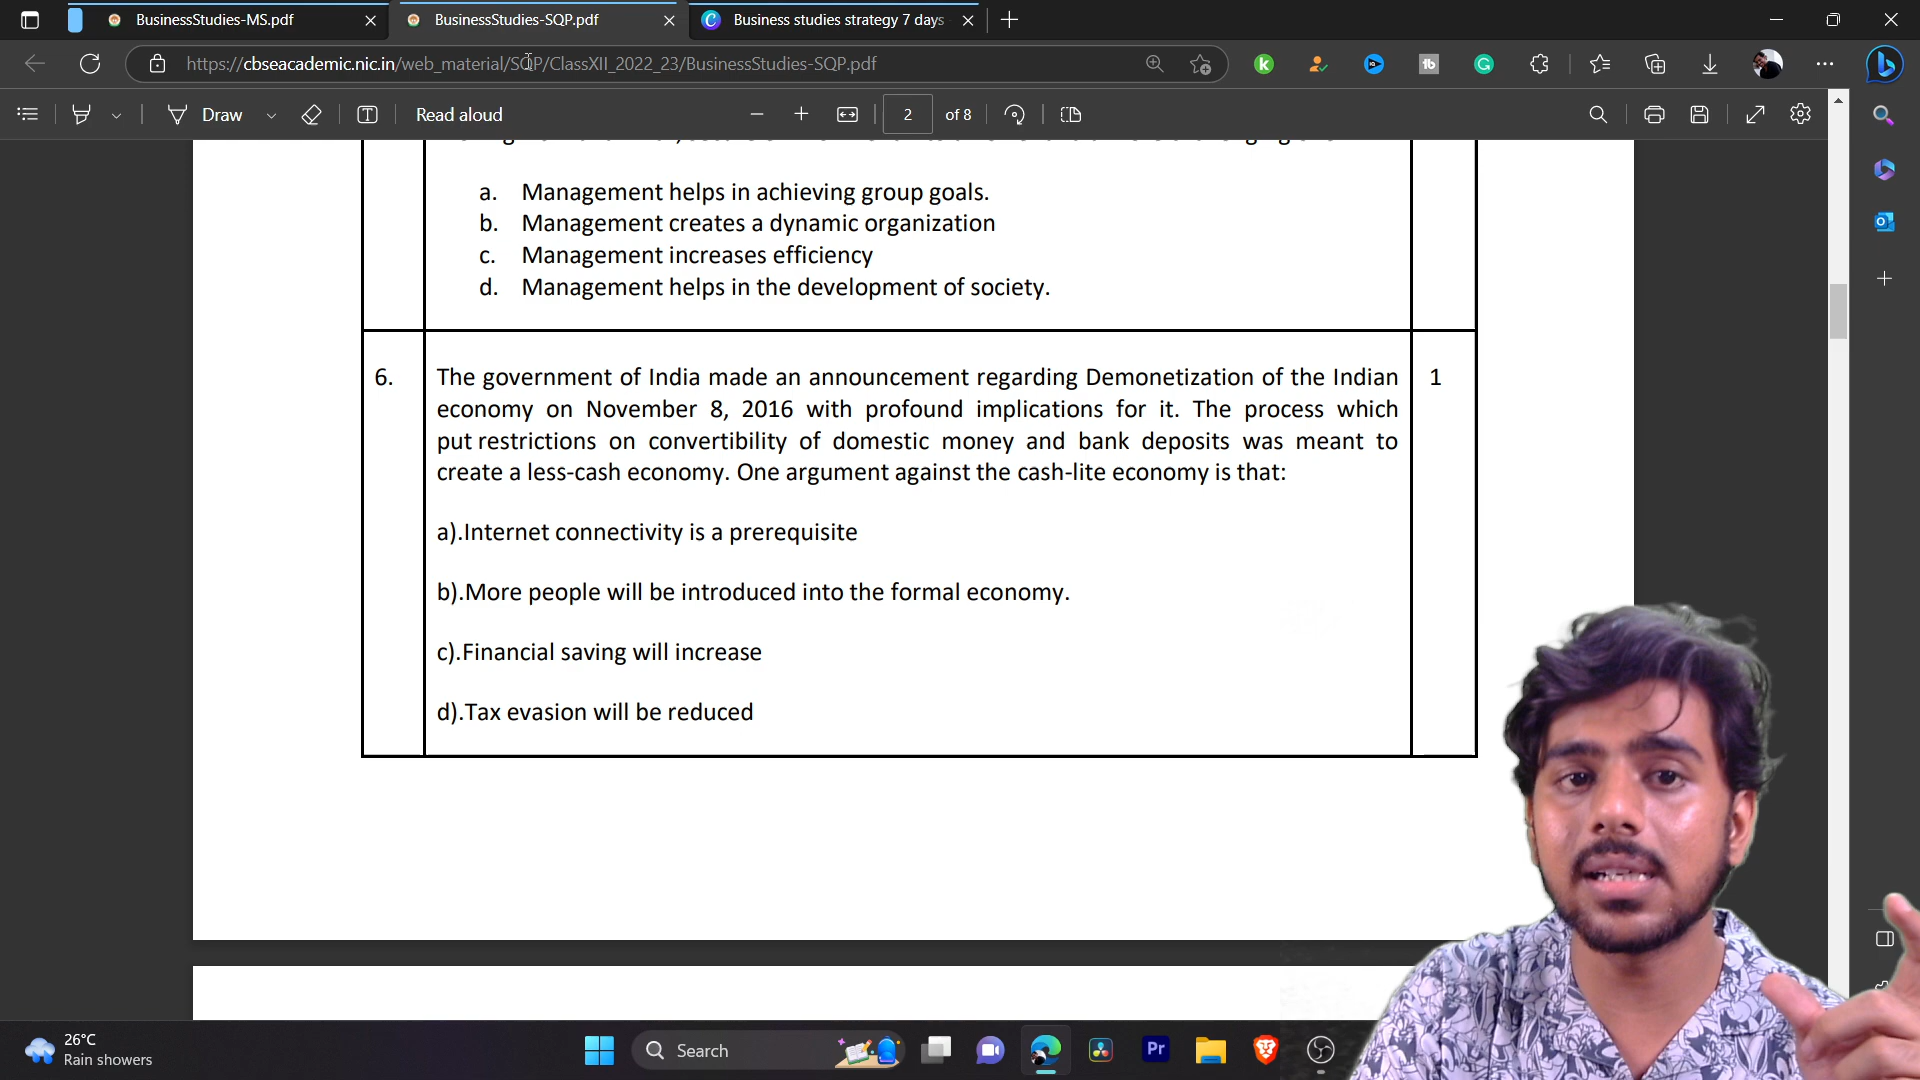 BusinessStudies-MS.pdf
BusinessStudies-SQP.pdf
Business studies strategy 7 days
https://cbseacademic.nic.in/web_material/SQP/ClassXII_2022_23/BusinessStudies-SQP.pdf
Draw
Read aloud
2
of 8
a. Management helps in achieving group goals.
b. Management creates a dynamic organization
c. Management increases efficiency
d. Management helps in the development of society.
6.
The government of India made an announcement regarding Demonetization of the Indian
1
economy on November 8, 2016 with profound implications for it. The process which
put restrictions on convertibility of domestic money and bank deposits was meant to
create a less-cash economy. One argument against the cash-lite economy is that:
a).Internet connectivity is a prerequisite
b).More people will be introduced into the formal economy.
c).Financial saving will increase
d).Tax evasion will be reduced
26°C
Rain showers
Search
Pr